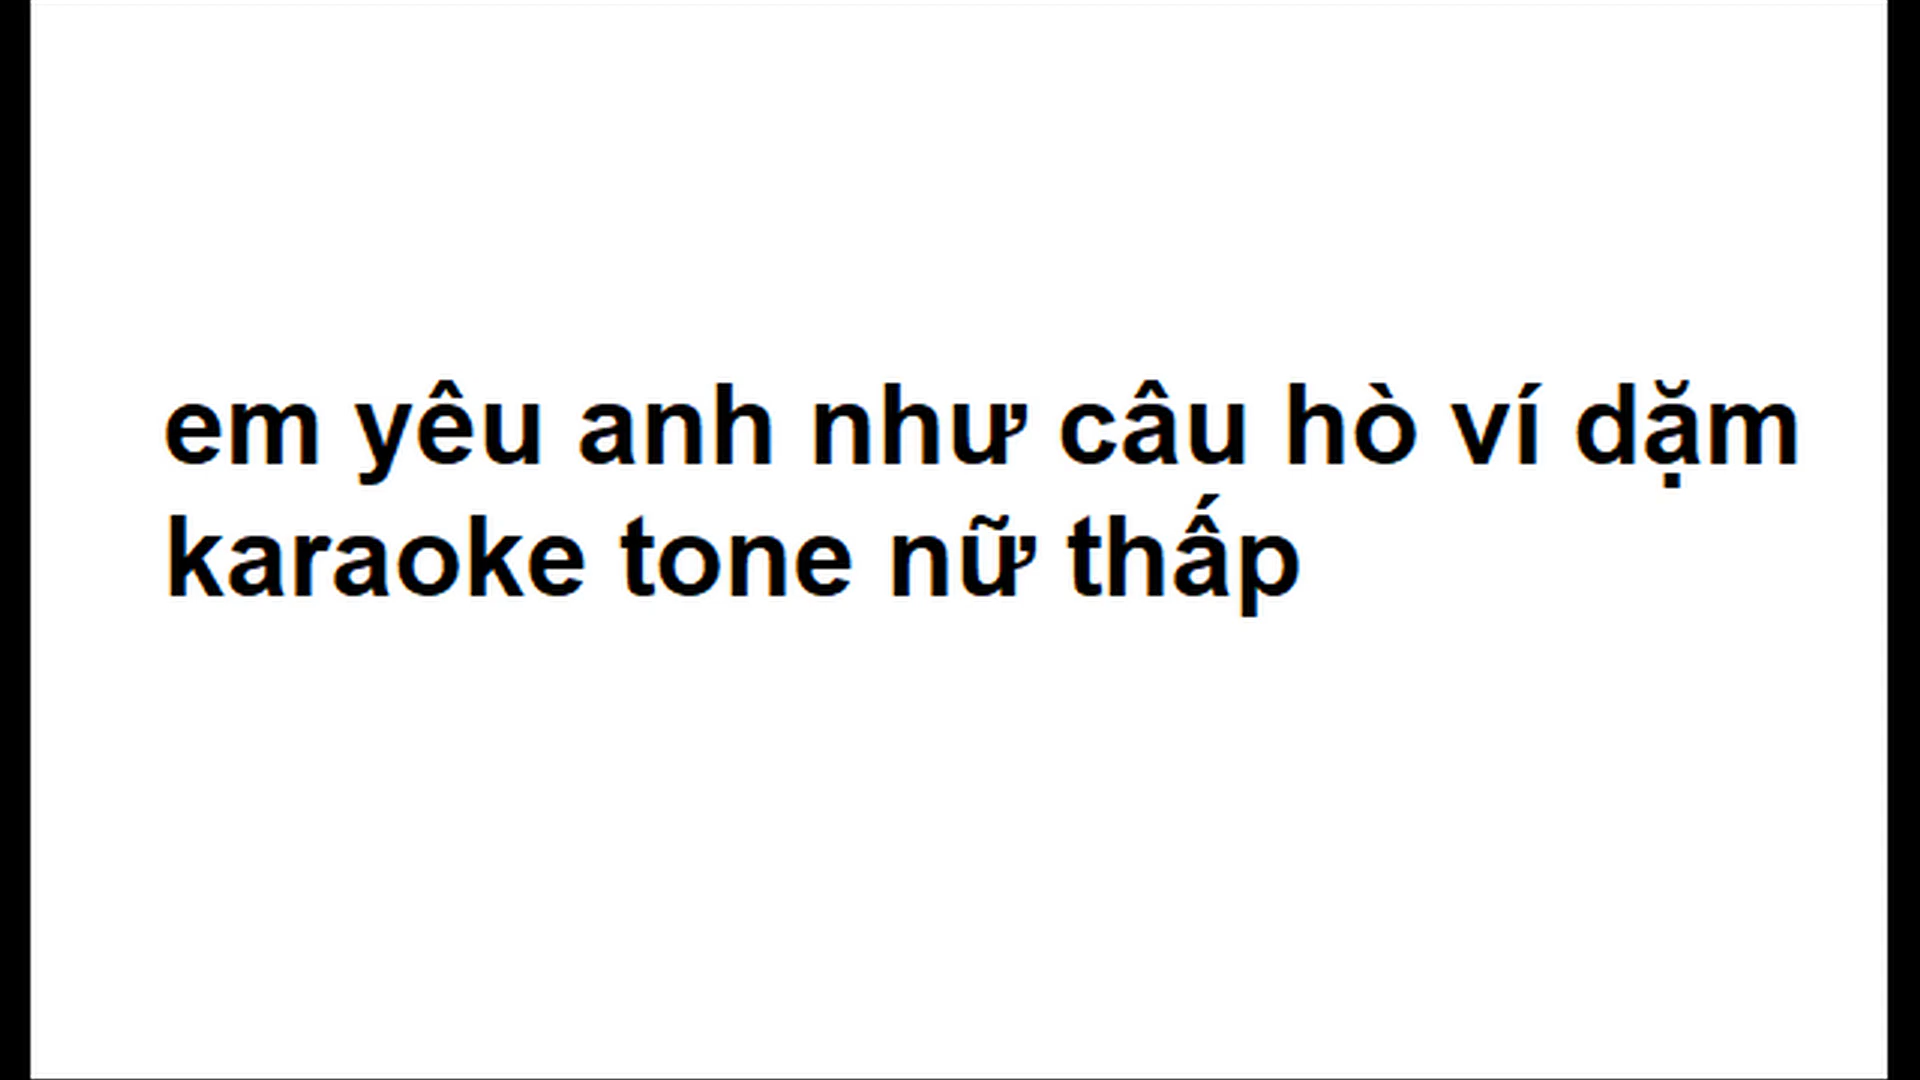 em yêu anh như câu hò ví dặm
karaoke tone nữ thấp